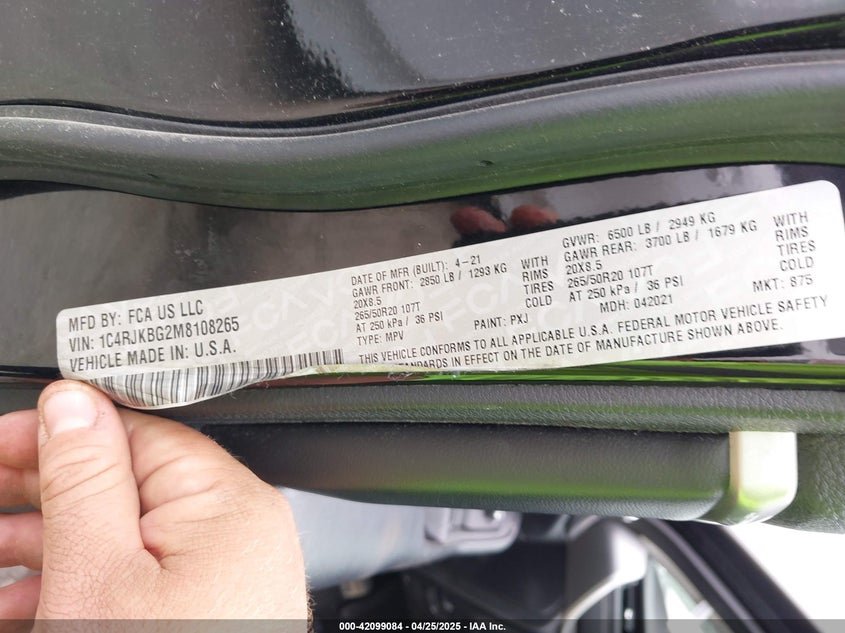 MFD BY: FCA US LLC
VIN: 1C4RJKBG2M8108265
VEHICLE MADE IN: U.S.A.
DATE OF MFR (BUILT): 4-21
GAWR FRONT: 2850 LB / 1293 KG WITH
20X8.5 RIMS
265/50R20 107T TIRES
AT 250 kPa / 36 PSI COLD
TYPE: MPV
PAINT: PXJ
GVWR: 6500 LB / 2949 KG
GAWR REAR: 3700 LB / 1679 KG WITH
20X8.5 RIMS
265/50R20 107T TIRES
AT 250 kPa / 36 PSI COLD
MDH: 042021
MKT: 875
THIS VEHICLE CONFORMS TO ALL APPLICABLE U.S.A. FEDERAL MOTOR VEHICLE SAFETY
STANDARDS IN EFFECT ON THE DATE OF MANUFACTURE SHOWN ABOVE.
000-42099084 - 04/25/2025 - IAA Inc.